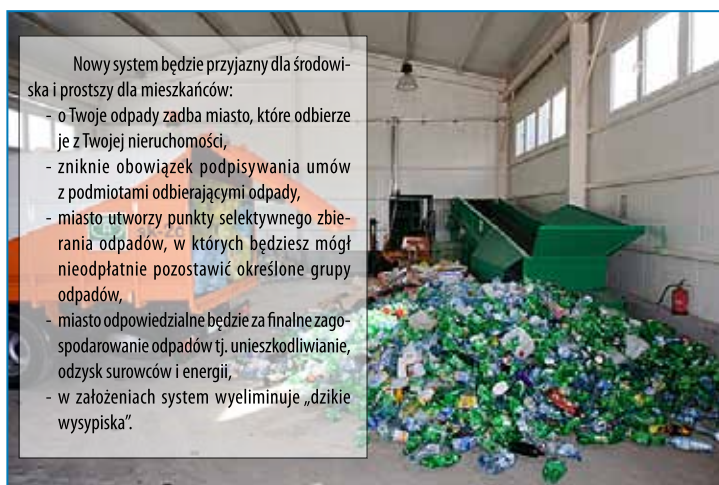 Nowy system będzie przyjazny dla środowi-
ska i prostszy dla mieszkańców:
- o Twoje odpady zadba miasto, które odbierze
je z Twojej nieruchomości,
- zniknie obowiązek podpisywania umów
z podmiotami odbierającymi odpady,
- miasto utworzy punkty selektywnego zbie-
rania odpadów, w których będziesz mógł
nieodpłatnie pozostawić określone grupy
odpadów,
- miasto odpowiedzialne będzie za finalne zago-
spodarowanie odpadów tj. unieszkodliwianie,
odzysk surowców i energii,
- w założeniach system wyeliminuje „dzikie
wysypiska”.